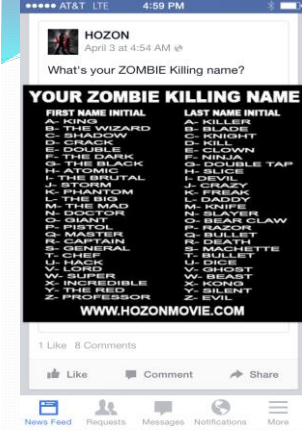 AT&T LTE 4:59 PM
HOZON
April 3 at 4:54 AM
What's your ZOMBIE Killing name?
YOUR ZOMBIE KILLING NAME
FIRST NAME INITIAL
A- KING
B- THE WIZARD
C- SHADOW
D- CRACK
E- DOUBLE
F- THE DARK
G- THE BLACK
H- ATOMIC
I- THE BRUTAL
J- STORM
K- PHANTOM
L- THE BIG
M- THE MAD
N- DOCTOR
O- GIANT
P- PISTOL
Q- MASTER
R- CAPTAIN
S- GENERAL
T- CHEF
U- HACK
V- LORD
W- SUPER
X- INCREDIBLE
Y- THE RED
Z- PROFESSOR
LAST NAME INITIAL
A- KILLER
B- BLADE
C- KNIGHT
D- KILL
E- CLOWN
F- NINJA
G- DOUBLE TAP
H- SLICE
I- DEVIL
J- CRAZY
K- FREAK
L- DADDY
M- KNIFE
N- SLAYER
O- BEAR CLAW
P- RAZOR
Q- BULLET
R- DEATH
S- MACHETTE
T- BULLET
U- DICE
V- GHOST
W- BEAST
X- KONG
Y- SILENT
Z- EVIL
WWW.HOZONMOVIE.COM
1 Like 8 Comments
Like Comment Share
News Feed Requests Messages Notifications More